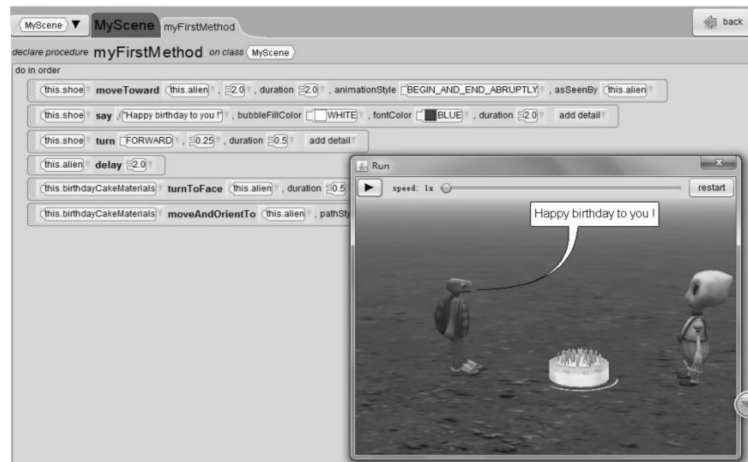 MyScene MyScene myFirstMethod back
declare procedure myFirstMethod on class MyScene
do in order
this.shoe moveToward this.alien , 2.0 , duration 2.0 , animationStyle BEGIN_AND_END_ABRUPTLY , asSeenBy this.alien
this.shoe say "Happy birthday to you !" , bubbleFillColor WHITE , fontColor BLUE , duration 2.0 add detail
this.shoe turn FORWARD , 0.25 , duration 0.5 add detail
this.alien delay 2.0
this.birthdayCakeMaterials turnToFace this.alien , duration 0.5
this.birthdayCakeMaterials moveAndOrientTo this.alien , pathSty
Run
speed: 1x restart
Happy birthday to you !